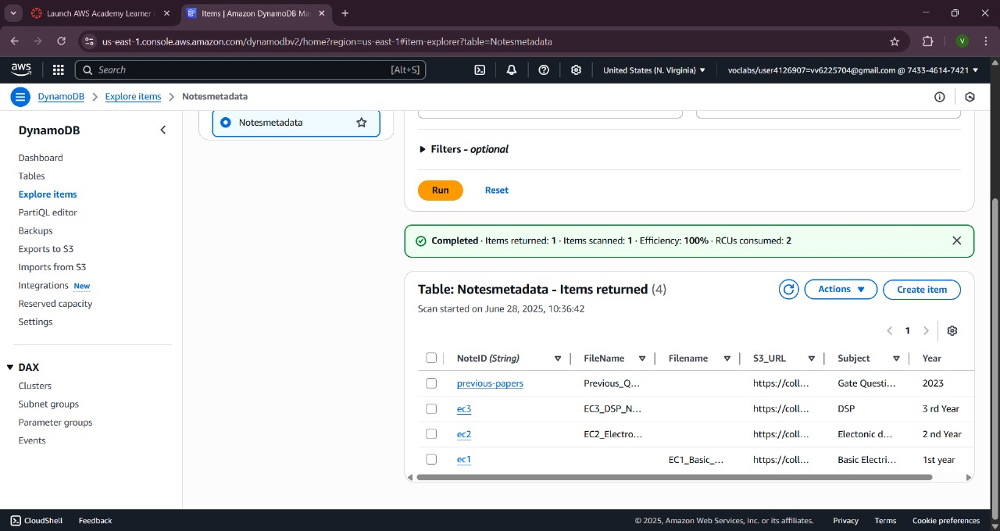 Launch AWS Academy Learner
Items | Amazon DynamoDB Ma
us-east-1.console.aws.amazon.com/dynamodbv2/home?region=us-east-1#item-explorer?table=Notesmetadata
V
aws
Search [Alt+S]
United States (N. Virginia)
voclabs/user4126907=vv6225704@gmail.com @ 7433-4614-7421
DynamoDB
Explore items
Notesmetadata
DynamoDB
Dashboard
Tables
Explore items
PartiQL editor
Backups
Exports to S3
Imports from S3
Integrations New
Reserved capacity
Settings
DAX
Clusters
Subnet groups
Parameter groups
Events
Notesmetadata
Filters - optional
Run Reset
Completed · Items returned: 1 · Items scanned: 1 · Efficiency: 100% · RCUs consumed: 2
Table: Notesmetadata - Items returned (4)
Actions
Create item
Scan started on June 28, 2025, 10:36:42
1
NoteID (String) FileName Filename S3_URL Subject Year
previous-papers Previous_Q... https://coll... Gate Questi... 2023
ec3 EC3_DSP_N... https://coll... DSP 3 rd Year
ec2 EC2_Electro... https://coll... Electonic d... 2 nd Year
ec1 EC1_Basic_... https://coll... Basic Electri... 1st year
CloudShell Feedback © 2025, Amazon Web Services, Inc. or its affiliates. Privacy Terms Cookie preferences